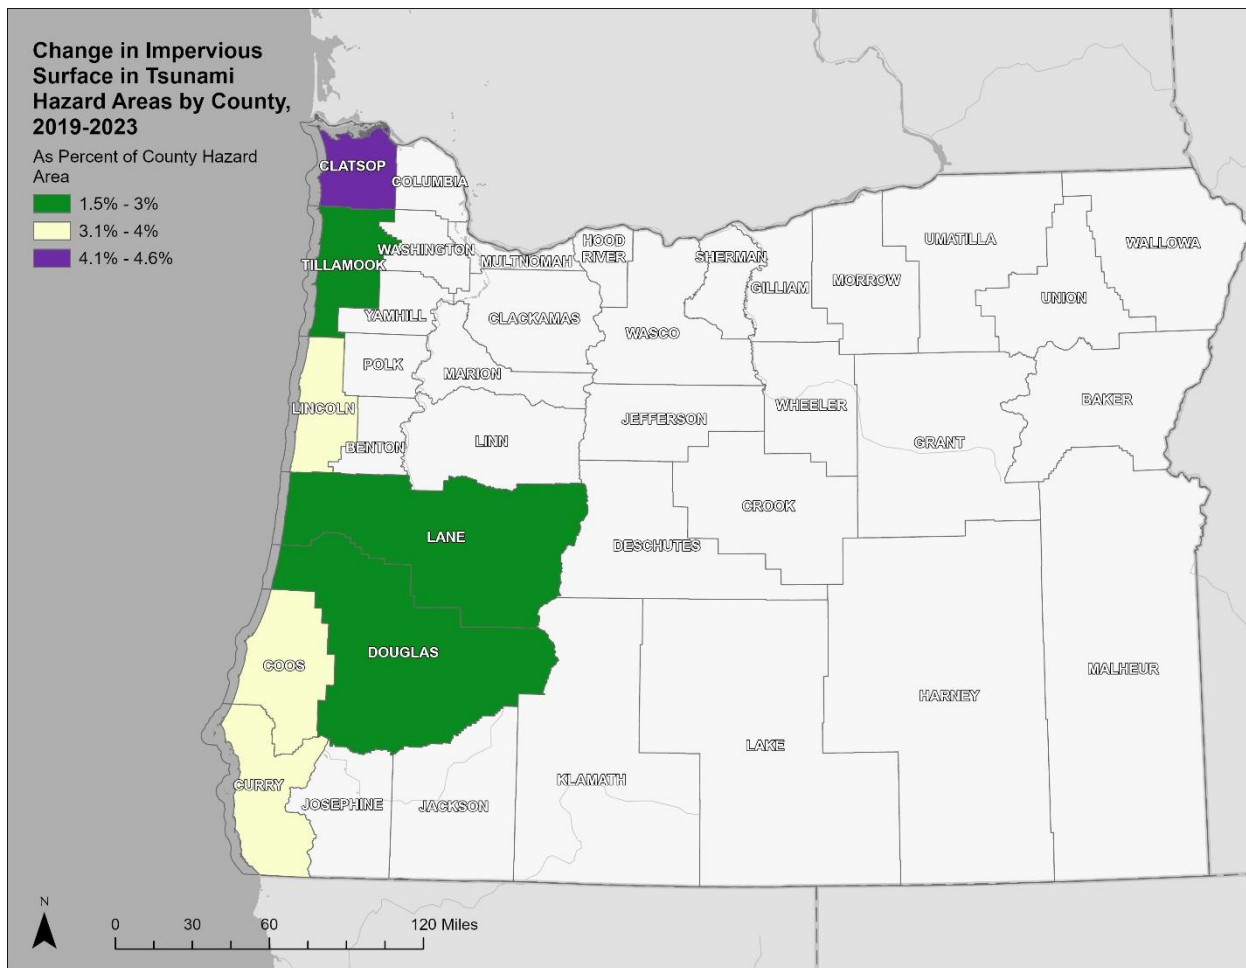 Change in Impervious
Surface in Tsunami
Hazard Areas by County,
2019-2023
As Percent of County Hazard
Area
1.5% - 3%
3.1% - 4%
4.1% - 4.6%
CLATSOP
COLUMBIA
TILLAMOOK
WASHINGTON
MULTNOMAH
HOOD
RIVER
SHERMAN
GILLIAM
MORROW
UMATILLA
UNION
WALLOWA
YAMHILL
CLACKAMAS
WASCO
POLK
MARION
LINCOLN
BENTON
LINN
JEFFERSON
WHEELER
GRANT
BAKER
LANE
DESCHUTES
CROOK
COOS
DOUGLAS
HARNEY
MALHEUR
CURRY
JOSEPHINE
JACKSON
KLAMATH
LAKE
N
0 30 60 120 Miles